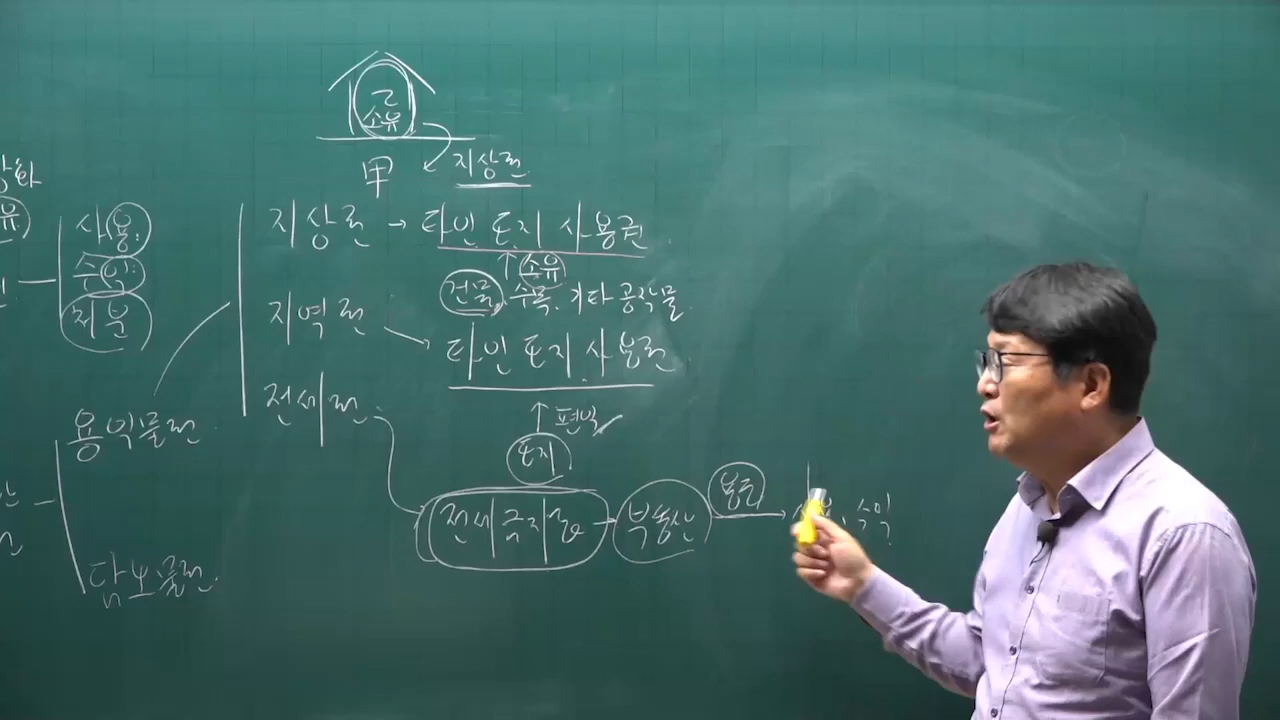 소유
甲
지상권
유
사용
수익
처분
지상권 → 타인 토지 사용권
소유
건물, 수목, 기타 공작물
지역권 → 타인 토지 사용권
전세권
편익
토지
용익물권
전세금 지급 → 부동산 용도 → 사용, 수익
담보물권